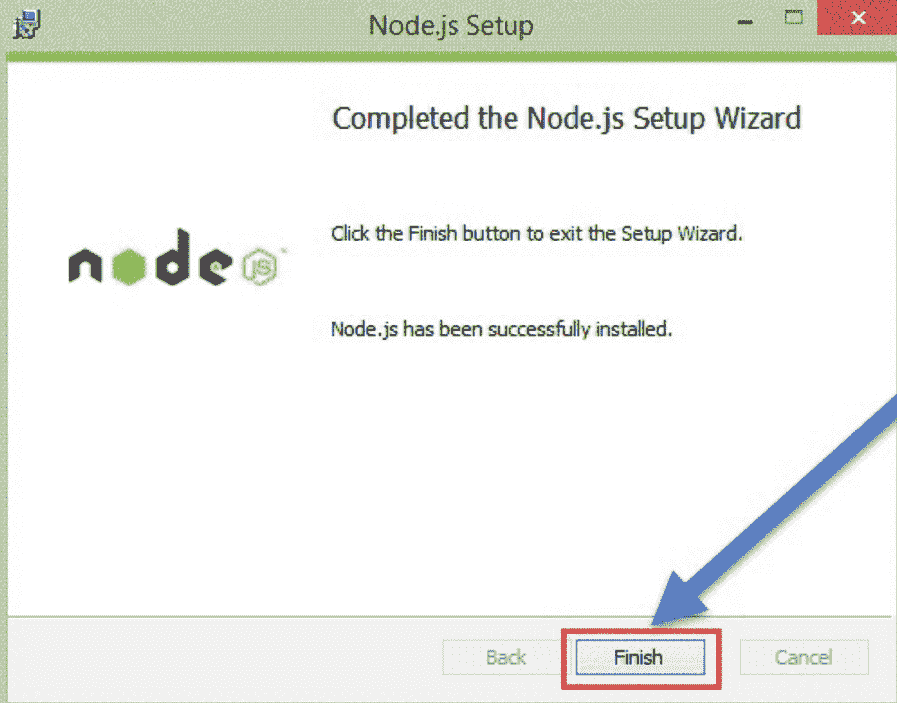 Node.js Setup
Completed the Node.js Setup Wizard
Click the Finish button to exit the Setup Wizard.
node JS
Node.js has been successfully installed.
Back Finish Cancel